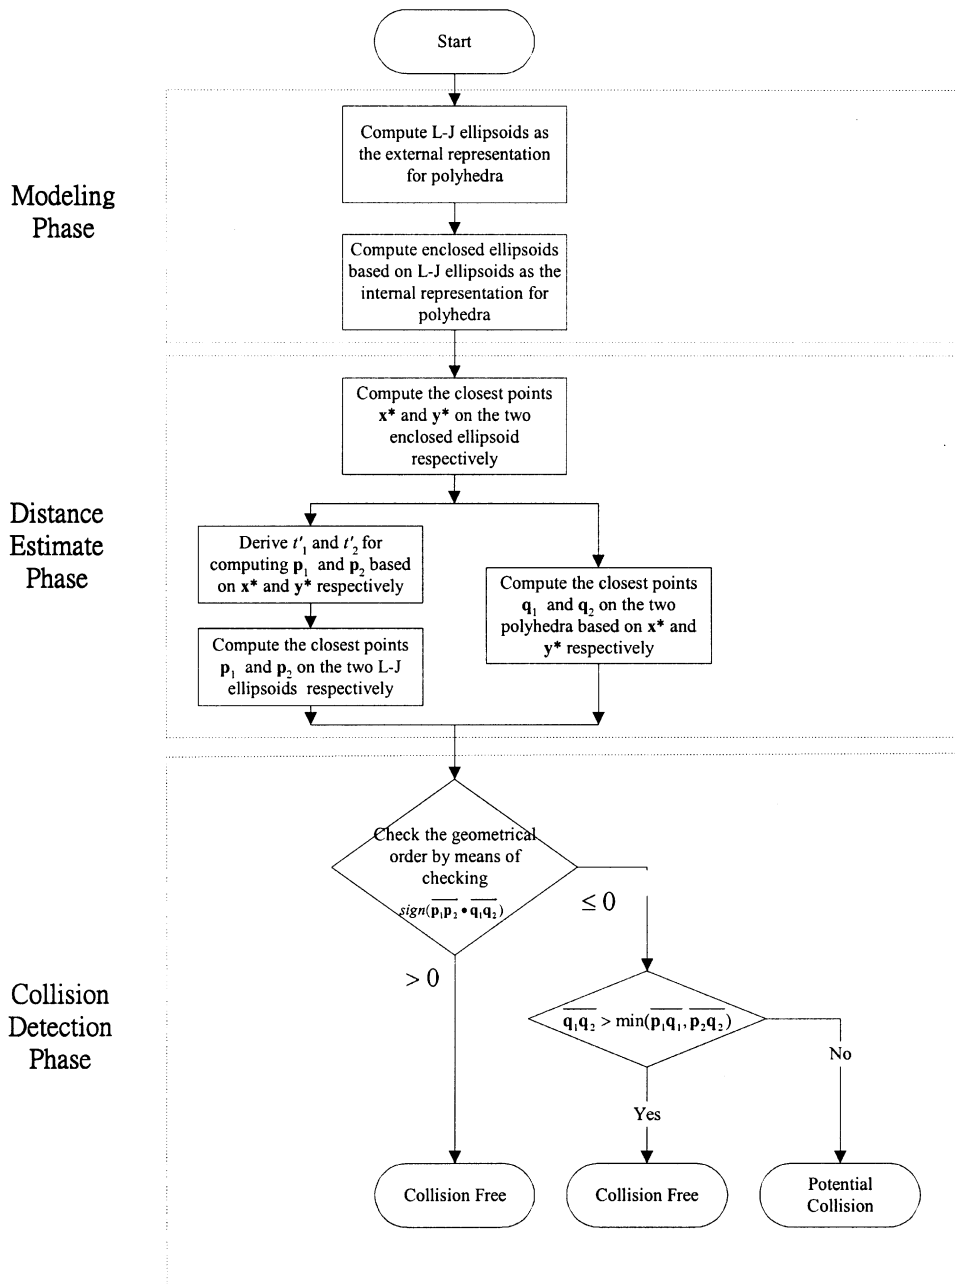 Start
Modeling
Phase
Compute L-J ellipsoids as
the external representation
for polyhedra
Compute enclosed ellipsoids
based on L-J ellipsoids as the
internal representation for
polyhedra
Distance
Estimate
Phase
Compute the closest points
x* and y* on the two
enclosed ellipsoid
respectively
Derive t'₁ and t'₂ for
computing p₁ and p₂ based
on x* and y* respectively
Compute the closest points
p₁ and p₂ on the two L-J
ellipsoids respectively
Compute the closest points
q₁ and q₂ on the two
polyhedra based on x* and
y* respectively
Collision
Detection
Phase
Check the geometrical
order by means of
checking
sign(p₁p₂ • q₁q₂)
≤ 0
> 0
q₁q₂ > min(p₁q₁, p₂q₂)
No
Yes
Collision Free
Collision Free
Potential
Collision